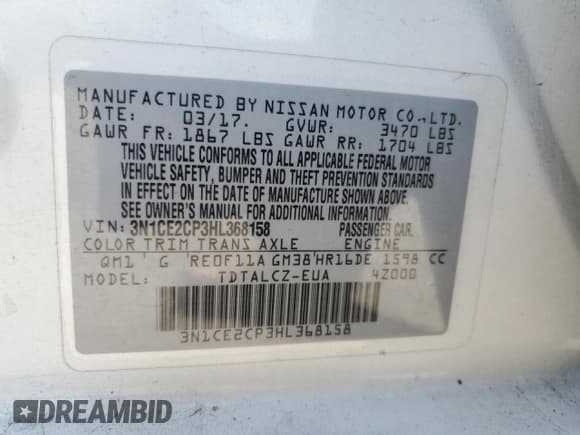 MANUFACTURED BY NISSAN MOTOR CO.,LTD.
DATE: 03/17. GVWR: 3470 LBS
GAWR FR: 1867 LBS GAWR RR: 1704 LBS
THIS VEHICLE CONFORMS TO ALL APPLICABLE FEDERAL MOTOR
VEHICLE SAFETY, BUMPER AND THEFT PREVENTION STANDARDS
IN EFFECT ON THE DATE OF MANUFACTURE SHOWN ABOVE.
SEE OWNER'S MANUAL FOR ADDITIONAL INFORMATION.
VIN: 3N1CE2CP3HL368158 PASSENGER CAR.
COLOR TRIM TRANS AXLE ENGINE
QM1 G RE0F11A GM38 HR16DE 1598 CC
MODEL: TDTALCZ-EUA 4Z000
3N1CE2CP3HL368158
DREAMBID